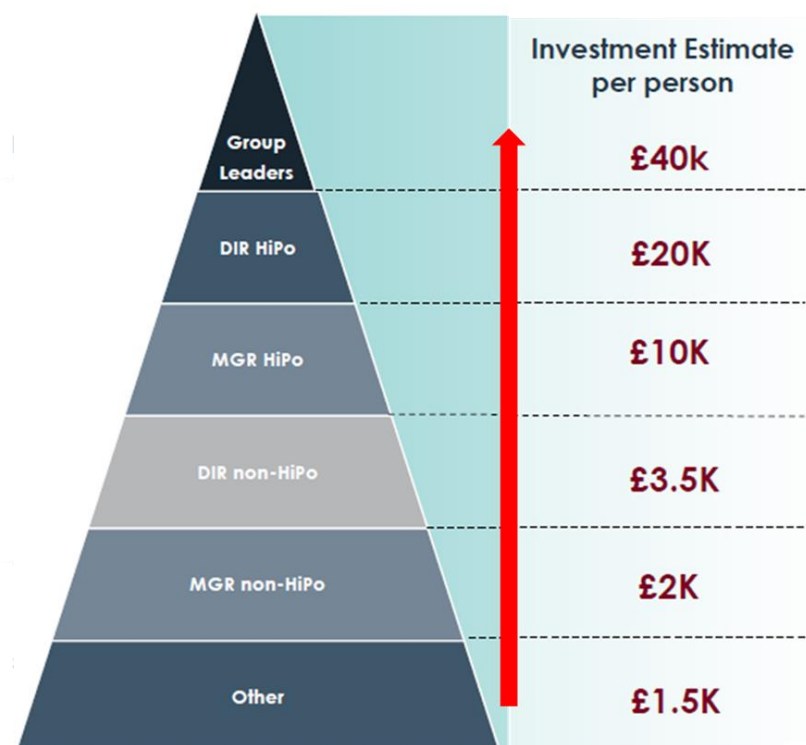 Investment Estimate
per person
Group
Leaders
£40k
DIR HiPo
£20K
MGR HiPo
£10K
DIR non-HiPo
£3.5K
MGR non-HiPo
£2K
Other
£1.5K